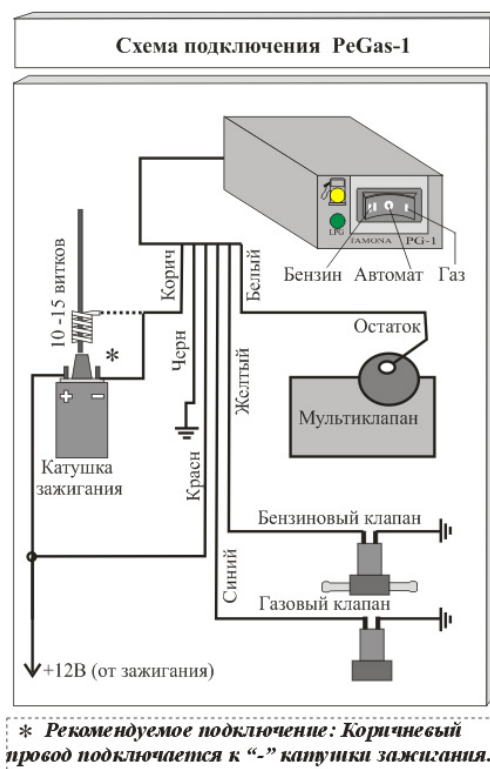 Схема подключения PeGas-1
LPG
TAMONA PG-1
Бензин Автомат Газ
10 -15 витков
Корич
Черн
Красн
Синий
Желтый
Белый
Остаток
Мультиклапан
*
+ −
Катушка
зажигания
Бензиновый клапан
Газовый клапан
+12В (от зажигания)
* Рекомендуемое подключение: Коричневый
провод подключается к “-” катушки зажигания.